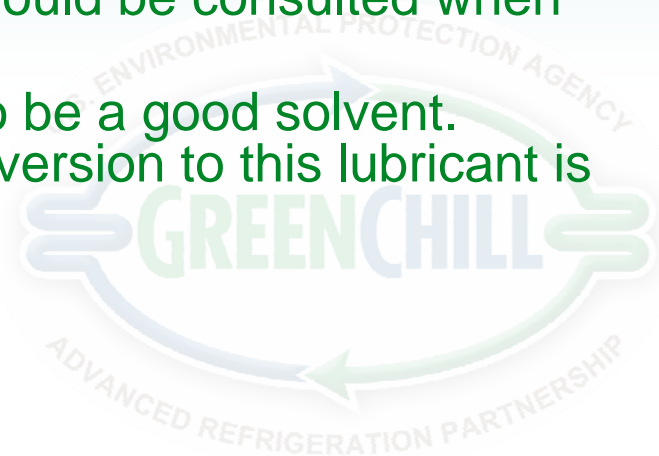 ould be consulted when
o be a good solvent.
version to this lubricant is
U.S. ENVIRONMENTAL PROTECTION AGENCY
GREENCHILL
ADVANCED REFRIGERATION PARTNERSHIP